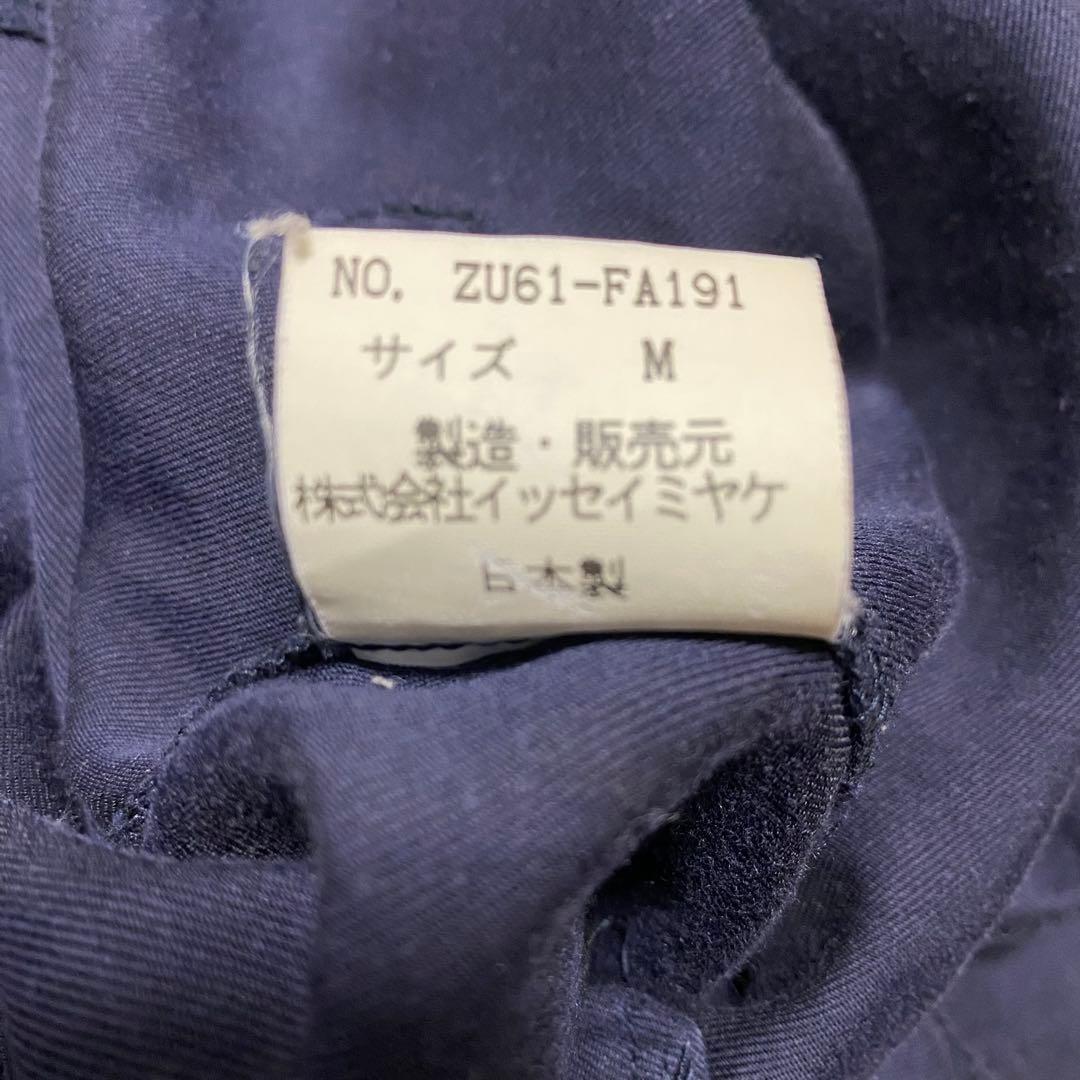 NO. ZU61-FA191
サイズ M
製造・販売元
株式会社イッセイミヤケ
日本製